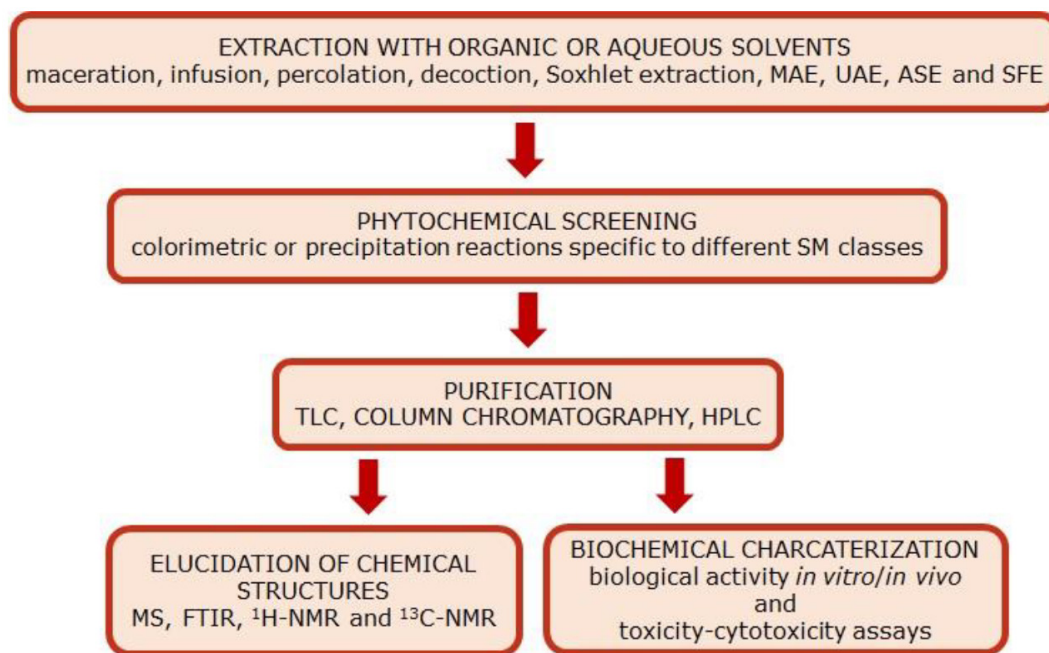 EXTRACTION WITH ORGANIC OR AQUEOUS SOLVENTS
maceration, infusion, percolation, decoction, Soxhlet extraction, MAE, UAE, ASE and SFE
PHYTOCHEMICAL SCREENING
colorimetric or precipitation reactions specific to different SM classes
PURIFICATION
TLC, COLUMN CHROMATOGRAPHY, HPLC
ELUCIDATION OF CHEMICAL
STRUCTURES
MS, FTIR, ¹H-NMR and ¹³C-NMR
BIOCHEMICAL CHARCATERIZATION
biological activity in vitro/in vivo
and
toxicity-cytotoxicity assays